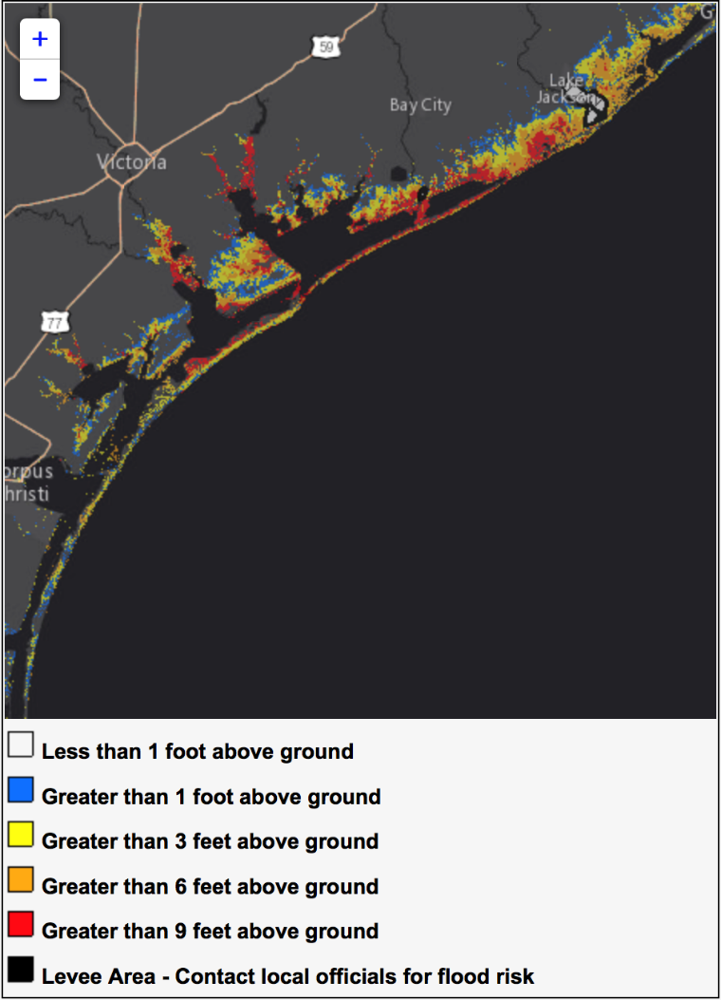 +
−
G
59
Lake
Jackson
Bay City
Victoria
77
orpus
hristi
Less than 1 foot above ground
Greater than 1 foot above ground
Greater than 3 feet above ground
Greater than 6 feet above ground
Greater than 9 feet above ground
Levee Area - Contact local officials for flood risk